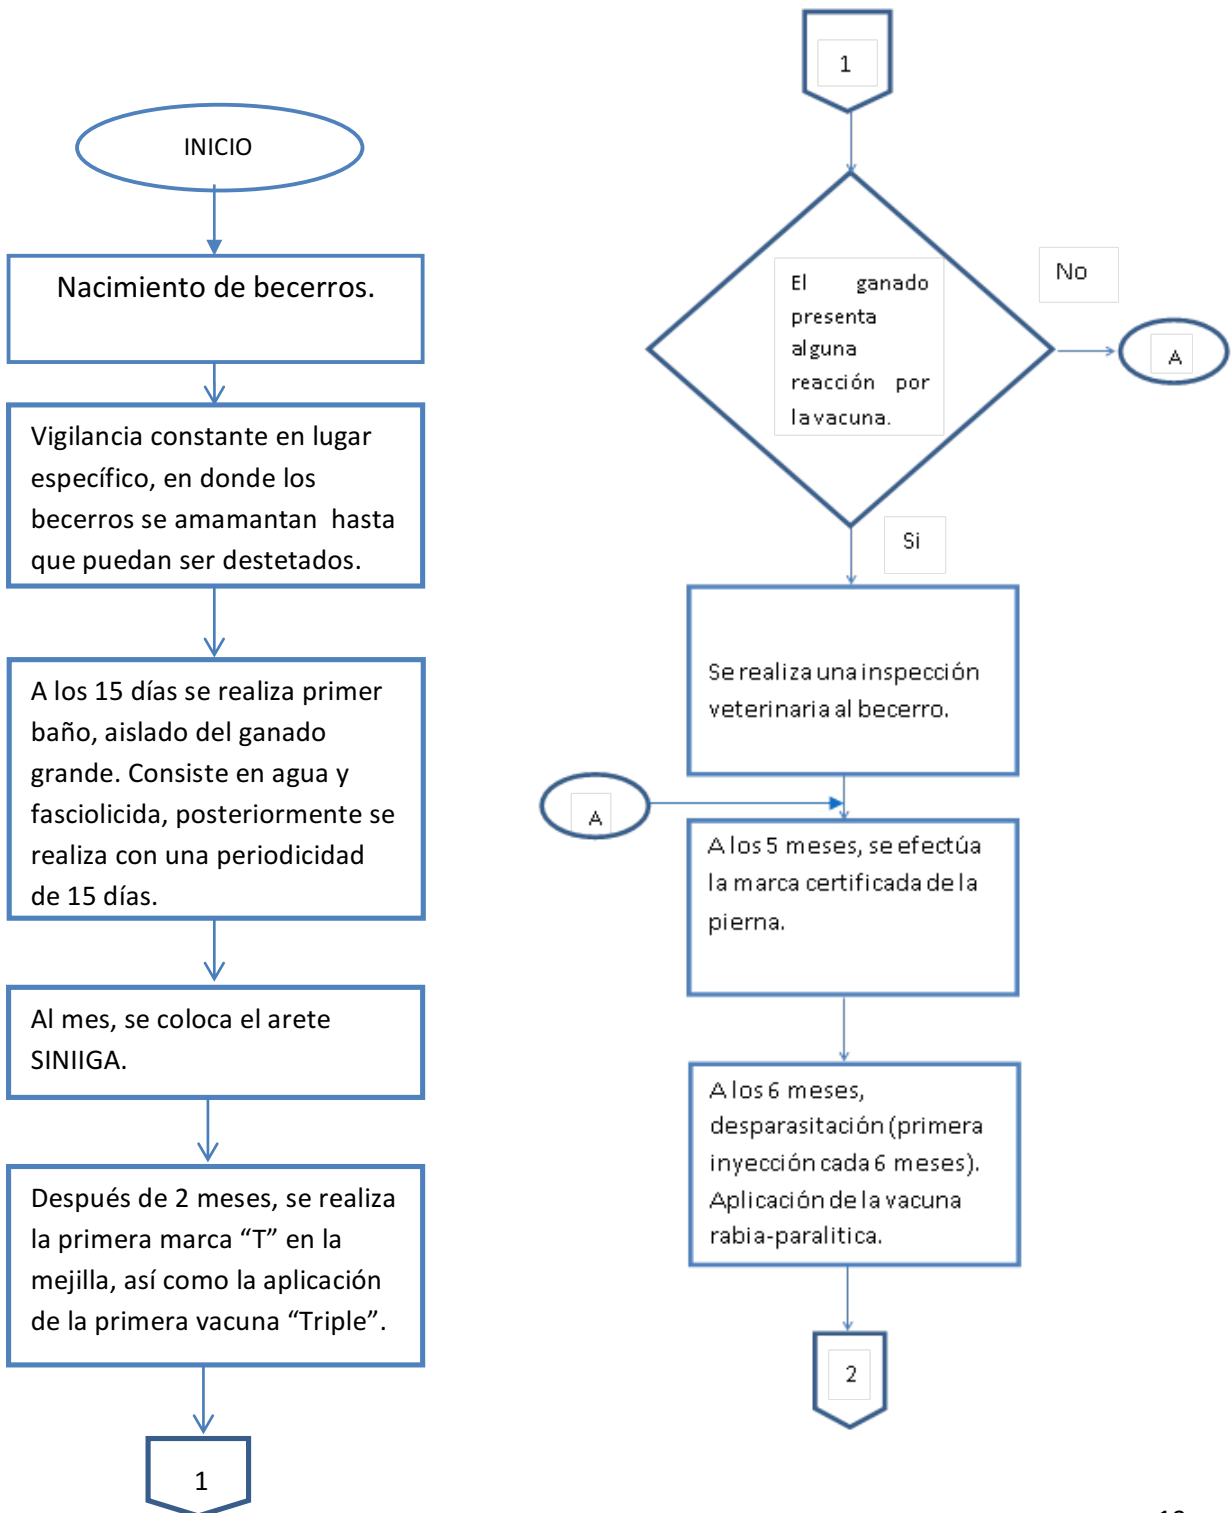 INICIO
Nacimiento de becerros.
Vigilancia constante en lugar
específico, en donde los
becerros se amamantan hasta
que puedan ser destetados.
A los 15 días se realiza primer
baño, aislado del ganado
grande. Consiste en agua y
fasciolicida, posteriormente se
realiza con una periodicidad
de 15 días.
Al mes, se coloca el arete
SINIIGA.
Después de 2 meses, se realiza
la primera marca “T” en la
mejilla, así como la aplicación
de la primera vacuna “Triple”.
1
1
El ganado
presenta
alguna
reacción por
la vacuna.
No
A
Si
Se realiza una inspección
veterinaria al becerro.
A
A los 5 meses, se efectúa
la marca certificada de la
pierna.
A los 6 meses,
desparasitación (primera
inyección cada 6 meses).
Aplicación de la vacuna
rabia-paralitica.
2